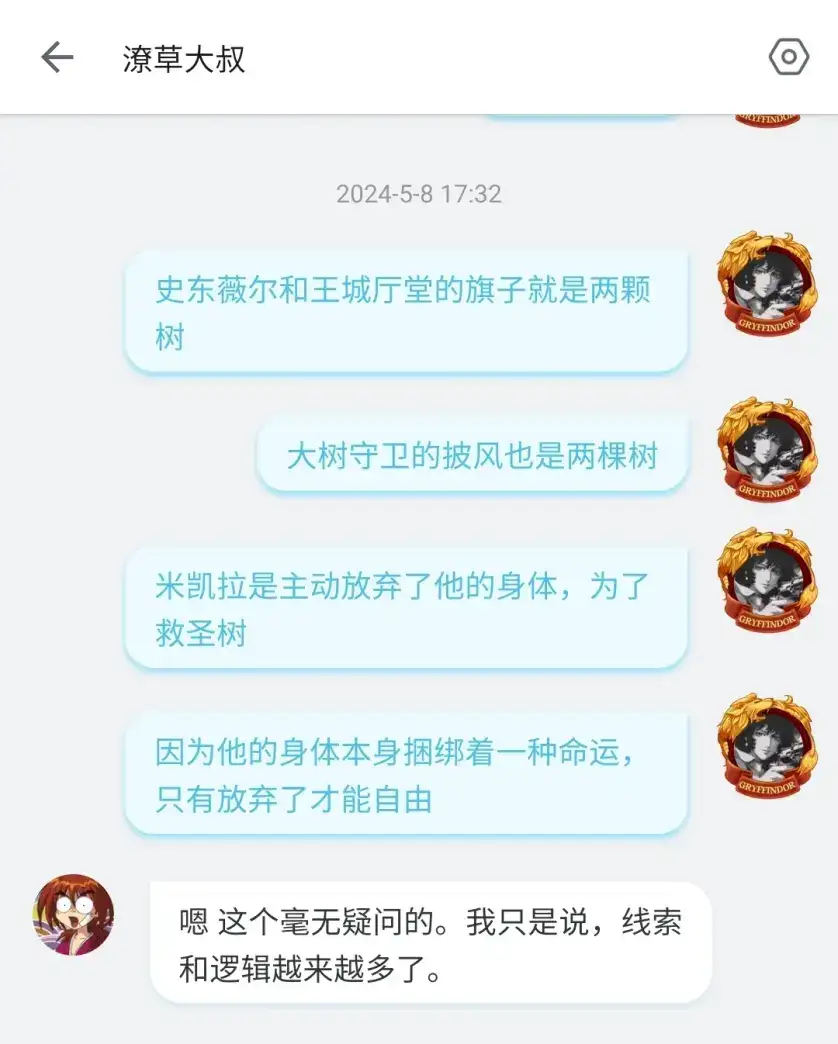 潦草大叔
GRYFFINDOR
2024-5-8 17:32
史东薇尔和王城厅堂的旗子就是两颗
树
GRYFFINDOR
大树守卫的披风也是两棵树
GRYFFINDOR
米凯拉是主动放弃了他的身体，为了
救圣树
GRYFFINDOR
因为他的身体本身捆绑着一种命运，
只有放弃了才能自由
GRYFFINDOR
嗯 这个毫无疑问的。我只是说，线索
和逻辑越来越多了。